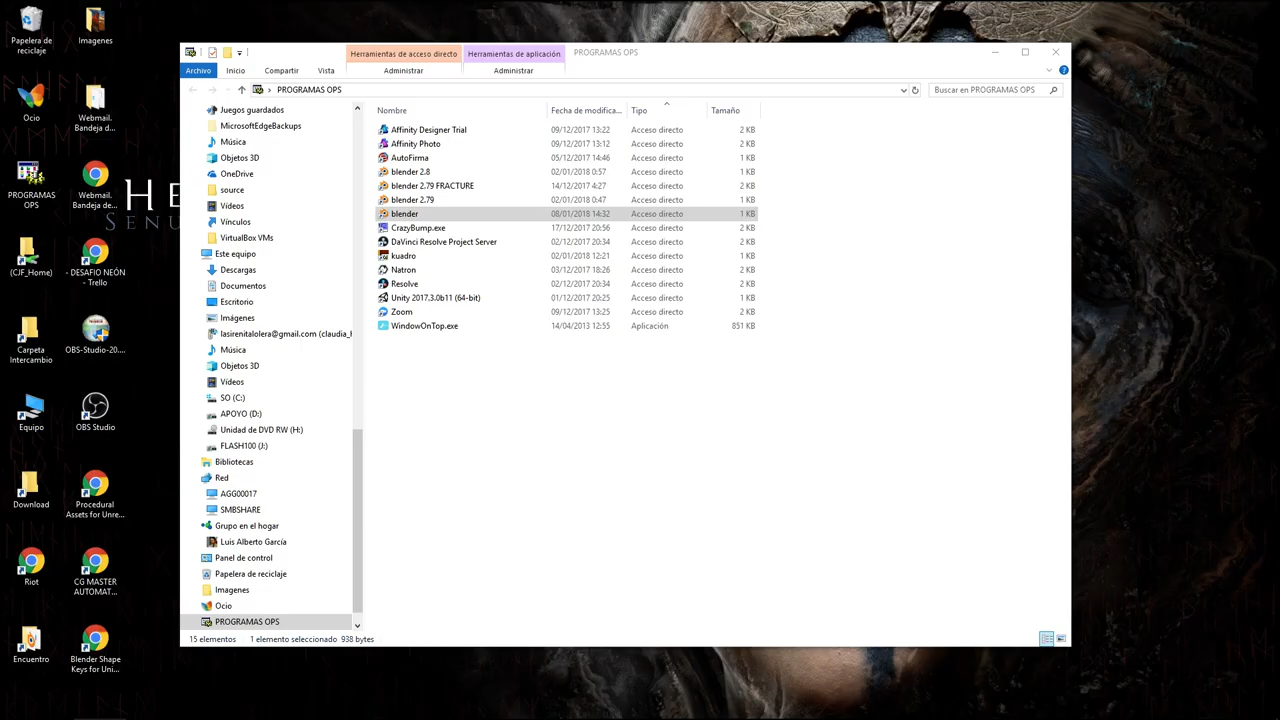 Papelera de reciclaje
Imagenes
Ocio
Webmail. Bandeja d...
PROGRAMAS OPS
Webmail. Bandeja de...
(CJF_Home)
- DESAFIO NEÓN - Trello
Carpeta Intercambio
OBS-Studio-20....
Equipo
OBS Studio
Download
Procedural Assets for Unre...
Riot
CG MASTER AUTOMAT...
Encuentro
Blender Shape Keys for Uni...
H
SENU
Herramientas de acceso directo
Herramientas de aplicación
PROGRAMAS OPS
Archivo
Inicio
Compartir
Vista
Administrar
Administrar
PROGRAMAS OPS
Buscar en PROGRAMAS OPS
Juegos guardados
MicrosoftEdgeBackups
Música
Objetos 3D
OneDrive
source
Vídeos
Vínculos
VirtualBox VMs
Este equipo
Descargas
Documentos
Escritorio
Imágenes
lasirenitalolera@gmail.com (claudia_
Música
Objetos 3D
Vídeos
SO (C:)
APOYO (D:)
Unidad de DVD RW (H:)
FLASH100 (J:)
Bibliotecas
Red
AGG00017
SMBSHARE
Grupo en el hogar
Luis Alberto García
Panel de control
Papelera de reciclaje
Imagenes
Ocio
PROGRAMAS OPS
Nombre Fecha de modifica... Tipo Tamaño
Affinity Designer Trial 09/12/2017 13:22 Acceso directo 2 KB
Affinity Photo 09/12/2017 13:12 Acceso directo 2 KB
AutoFirma 05/12/2017 14:46 Acceso directo 1 KB
blender 2.8 02/01/2018 0:47 Acceso directo 1 KB
blender 2.79 FRACTURE 14/12/2017 4:27 Acceso directo 1 KB
blender 2.79 02/01/2018 0:47 Acceso directo 1 KB
blender 08/01/2018 14:32 Acceso directo 1 KB
CrazyBump.exe 17/12/2017 20:56 Acceso directo 2 KB
DaVinci Resolve Project Server 02/12/2017 20:34 Acceso directo 2 KB
kuadro 02/01/2018 12:21 Acceso directo 1 KB
Natron 03/12/2017 18:26 Acceso directo 2 KB
Resolve 02/12/2017 20:34 Acceso directo 2 KB
Unity 2017.3.0b11 (64-bit) 01/12/2017 20:25 Acceso directo 1 KB
Zoom 09/12/2017 13:25 Acceso directo 2 KB
WindowOnTop.exe 14/04/2013 12:55 Aplicación 851 KB
15 elementos 1 elemento seleccionado 938 bytes